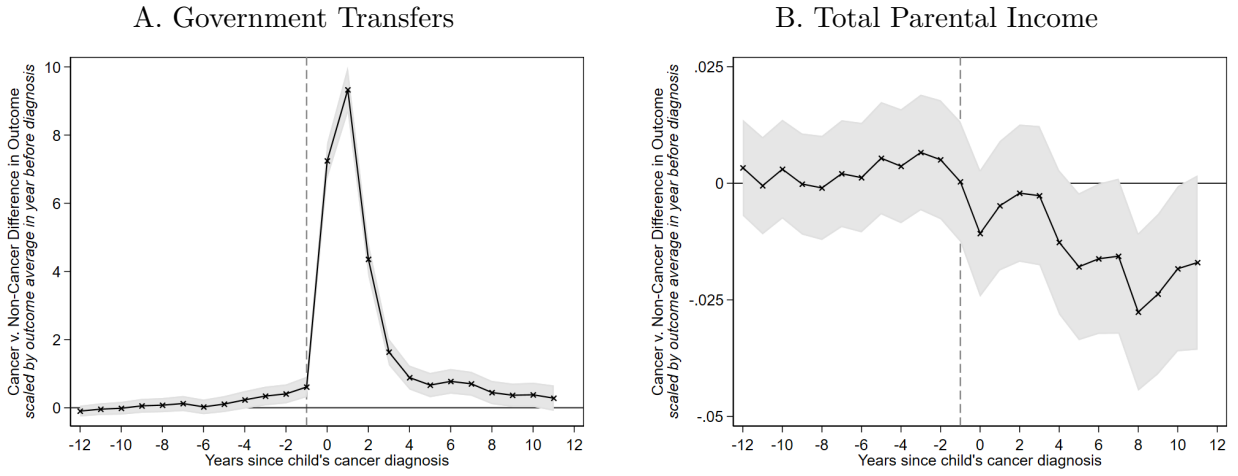 A. Government Transfers
Cancer v. Non-Cancer Difference in Outcome
scaled by outcome average in year before diagnosis
10
8
6
4
2
0
-12 -10 -8 -6 -4 -2 0 2 4 6 8 10 12
Years since child's cancer diagnosis
B. Total Parental Income
Cancer v. Non-Cancer Difference in Outcome
scaled by outcome average in year before diagnosis
.025
0
-.025
-.05
-12 -10 -8 -6 -4 -2 0 2 4 6 8 10 12
Years since child's cancer diagnosis